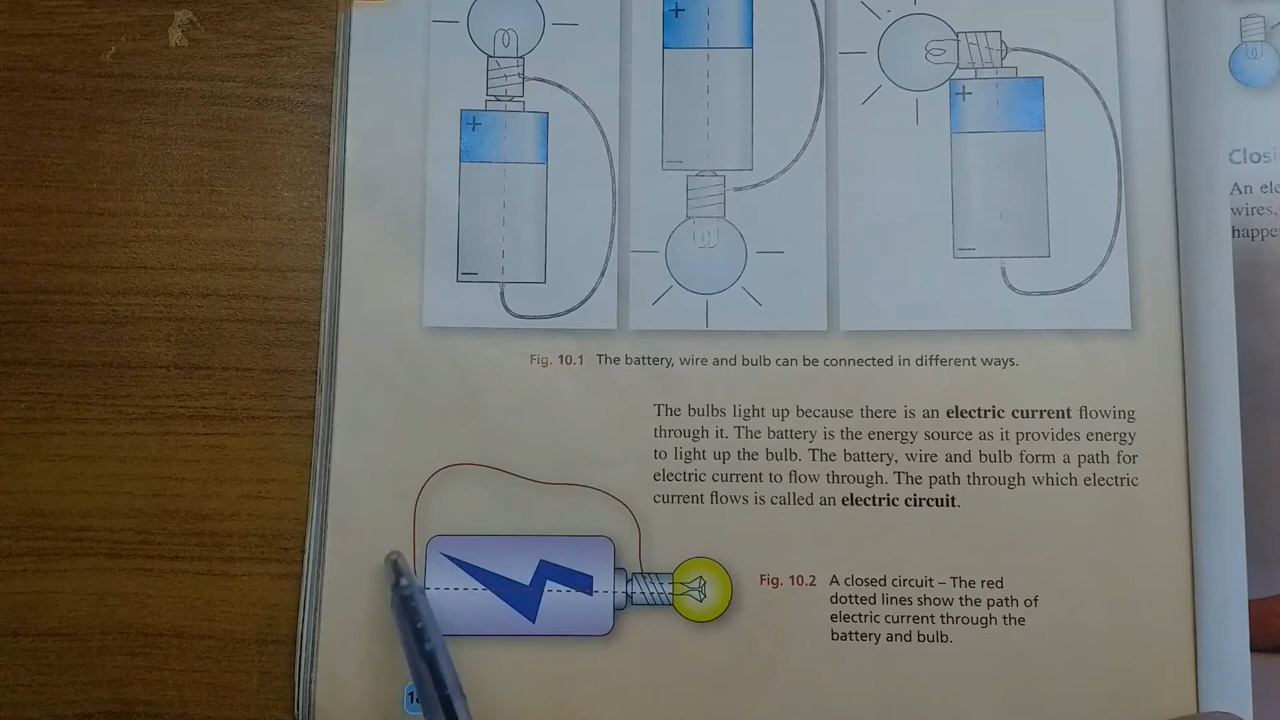 +
+
+
Fig. 10.1 The battery, wire and bulb can be connected in different ways.
The bulbs light up because there is an electric current flowing
through it. The battery is the energy source as it provides energy
to light up the bulb. The battery, wire and bulb form a path for
electric current to flow through. The path through which electric
current flows is called an electric circuit.
Fig. 10.2 A closed circuit – The red
dotted lines show the path of
electric current through the
battery and bulb.
An
wires,